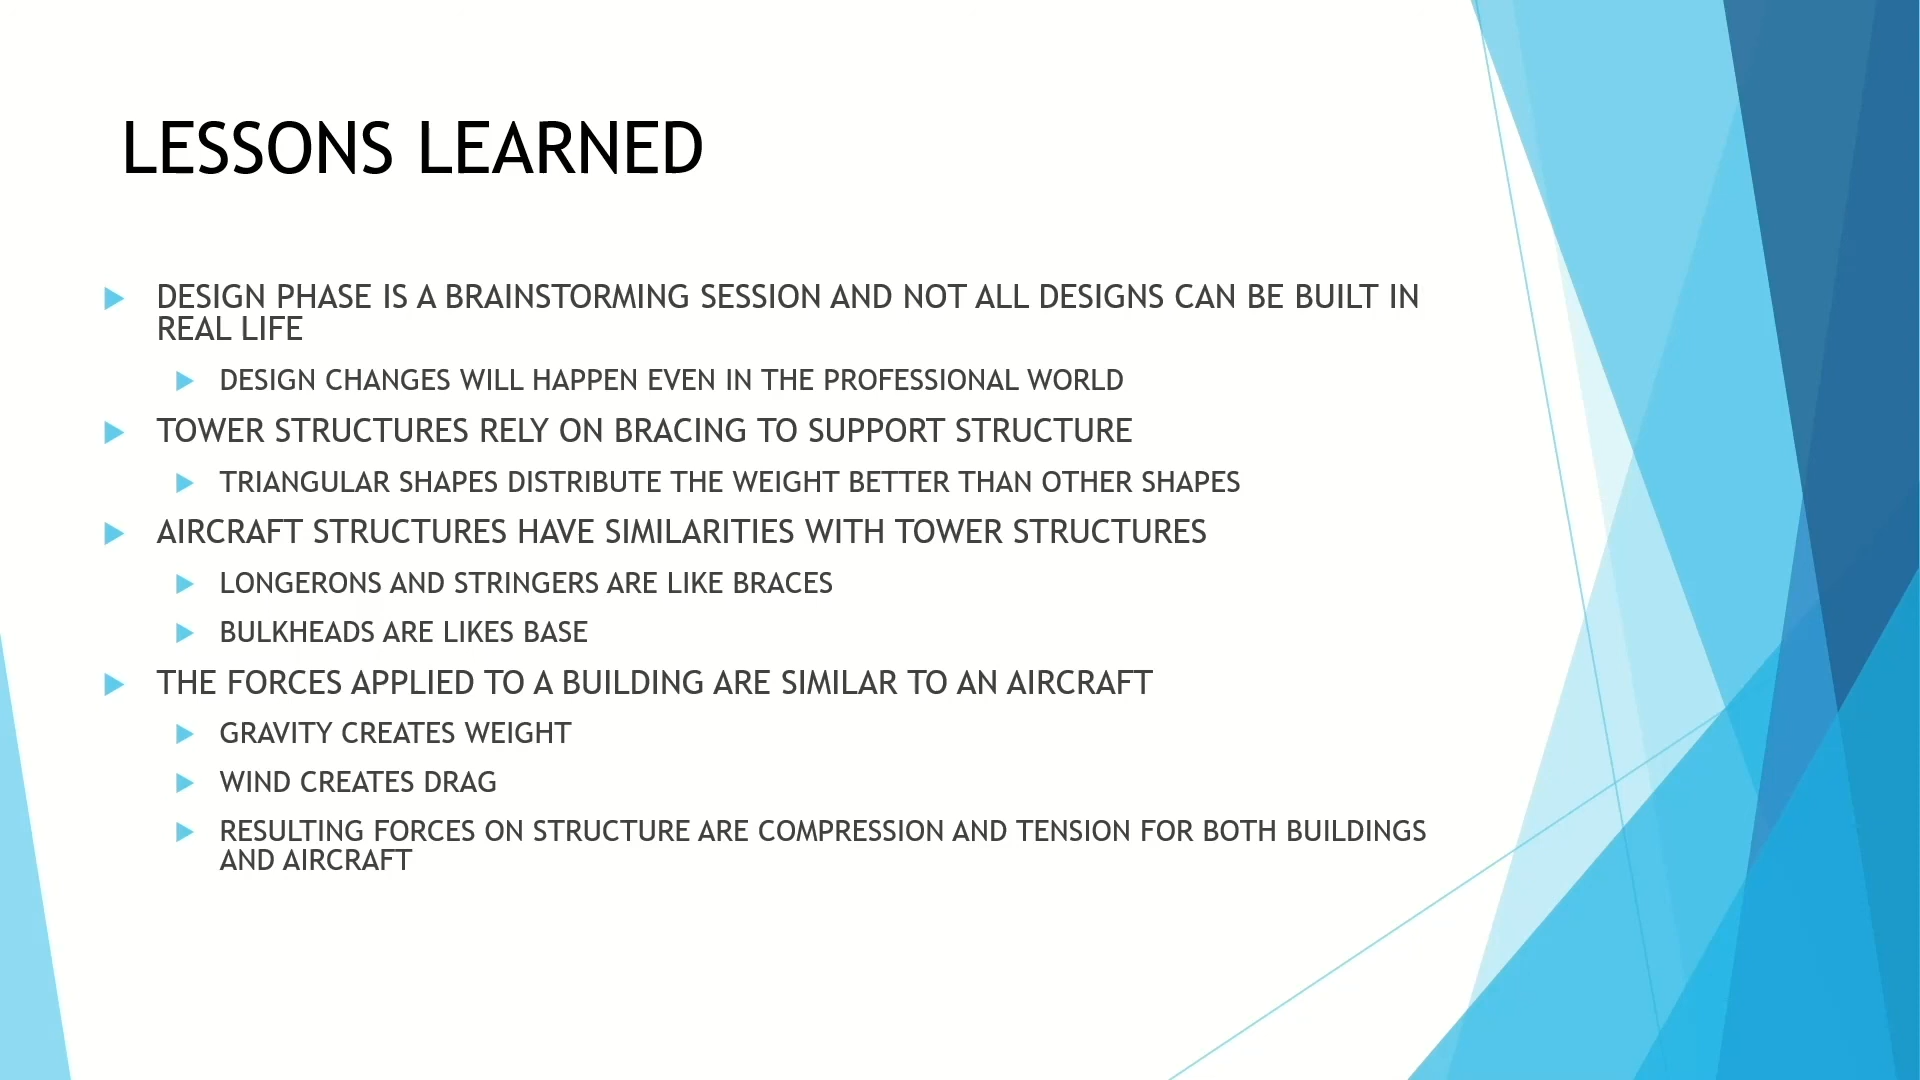 LESSONS LEARNED
DESIGN PHASE IS A BRAINSTORMING SESSION AND NOT ALL DESIGNS CAN BE BUILT IN
REAL LIFE
DESIGN CHANGES WILL HAPPEN EVEN IN THE PROFESSIONAL WORLD
TOWER STRUCTURES RELY ON BRACING TO SUPPORT STRUCTURE
TRIANGULAR SHAPES DISTRIBUTE THE WEIGHT BETTER THAN OTHER SHAPES
AIRCRAFT STRUCTURES HAVE SIMILARITIES WITH TOWER STRUCTURES
LONGERONS AND STRINGERS ARE LIKE BRACES
BULKHEADS ARE LIKES BASE
THE FORCES APPLIED TO A BUILDING ARE SIMILAR TO AN AIRCRAFT
GRAVITY CREATES WEIGHT
WIND CREATES DRAG
RESULTING FORCES ON STRUCTURE ARE COMPRESSION AND TENSION FOR BOTH BUILDINGS
AND AIRCRAFT